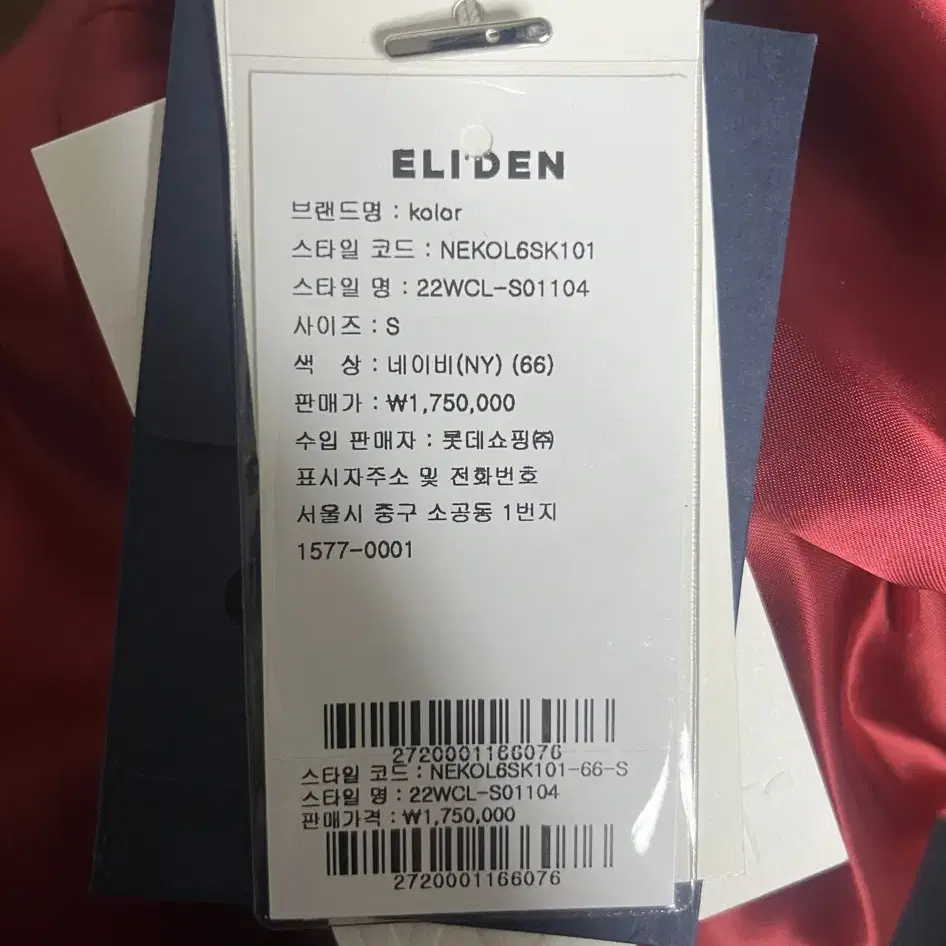 ELIDEN
브랜드명 : kolor
스타일 코드 : NEKOL6SK101
스타일 명 : 22WCL-S01104
사이즈 : S
색 상 : 네이비(NY) (66)
판매가 : ₩1,750,000
수입 판매자 : 롯데쇼핑㈜
표시자주소 및 전화번호
서울시 중구 소공동 1번지
1577-0001
2720001166076
스타일 코드 : NEKOL6SK101-66-S
스타일 명 : 22WCL-S01104
판매가격 : ₩1,750,000
2720001166076